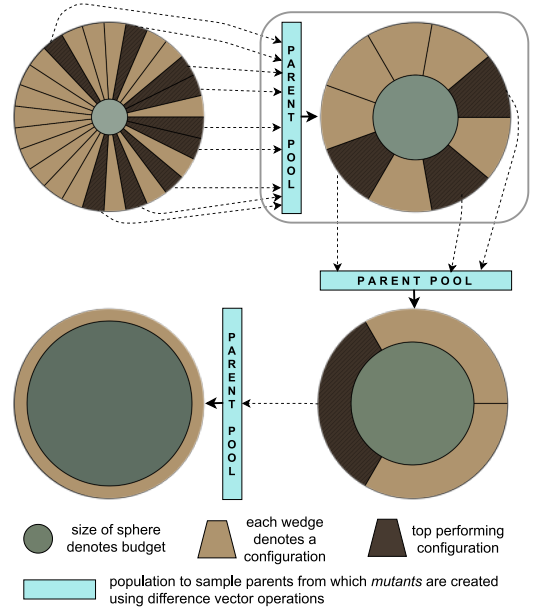 PARENT POOL
PARENT POOL
PARENT POOL
size of sphere
denotes budget
each wedge
denotes a
configuration
top performing
configuration
population to sample parents from which mutants are created
using difference vector operations